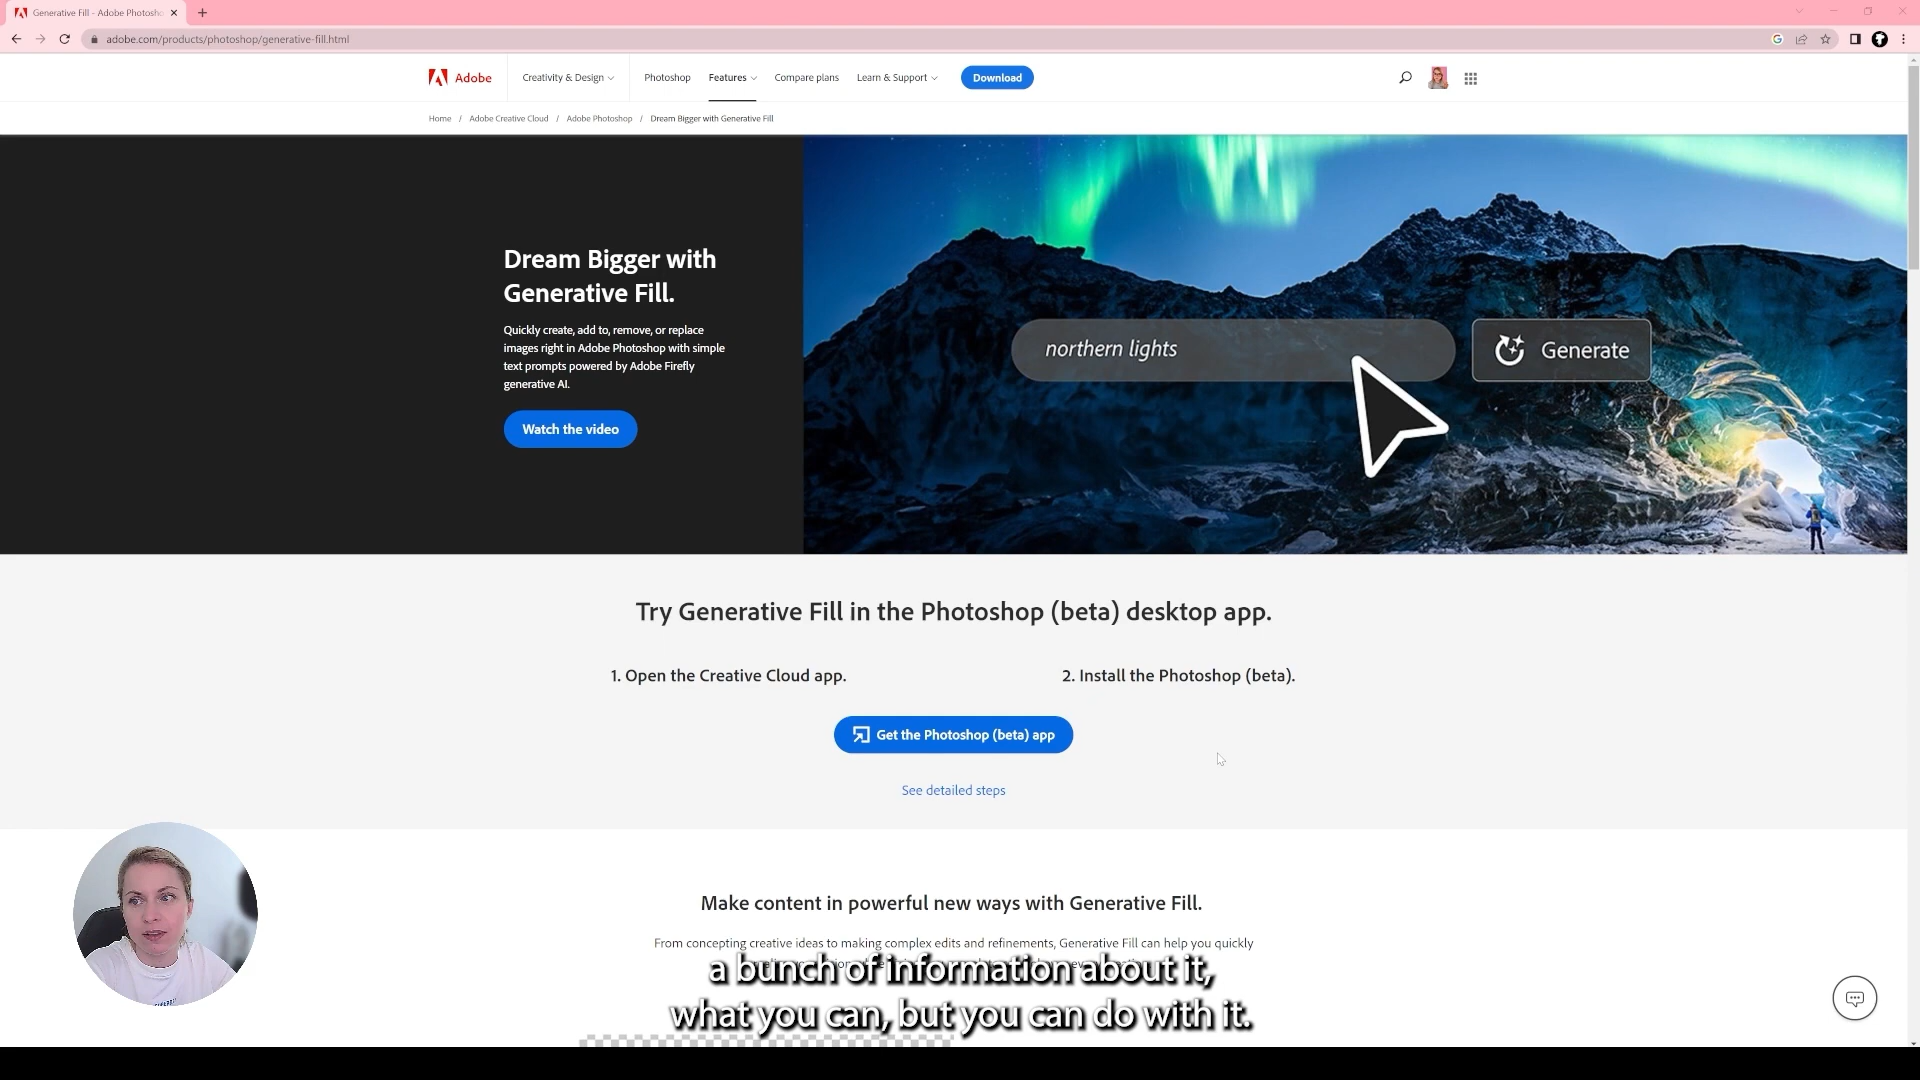 Generative Fill - Adobe Photosh
adobe.com/products/photoshop/generative-fill.html
Adobe
Creativity & Design
Photoshop
Features
Compare plans
Learn & Support
Download
Home / Adobe Creative Cloud / Adobe Photoshop / Dream Bigger with Generative Fill
Dream Bigger with
Generative Fill.
Quickly create, add to, remove, or replace
images right in Adobe Photoshop with simple
text prompts powered by Adobe Firefly
generative AI.
Watch the video
northern lights
Generate
Try Generative Fill in the Photoshop (beta) desktop app.
1. Open the Creative Cloud app.
2. Install the Photoshop (beta).
Get the Photoshop (beta) app
See detailed steps
Make content in powerful new ways with Generative Fill.
From concepting creative ideas to making complex edits and refinements, Generative Fill can help you quickly
a bunch of information about it,
what you can, but you can do with it.